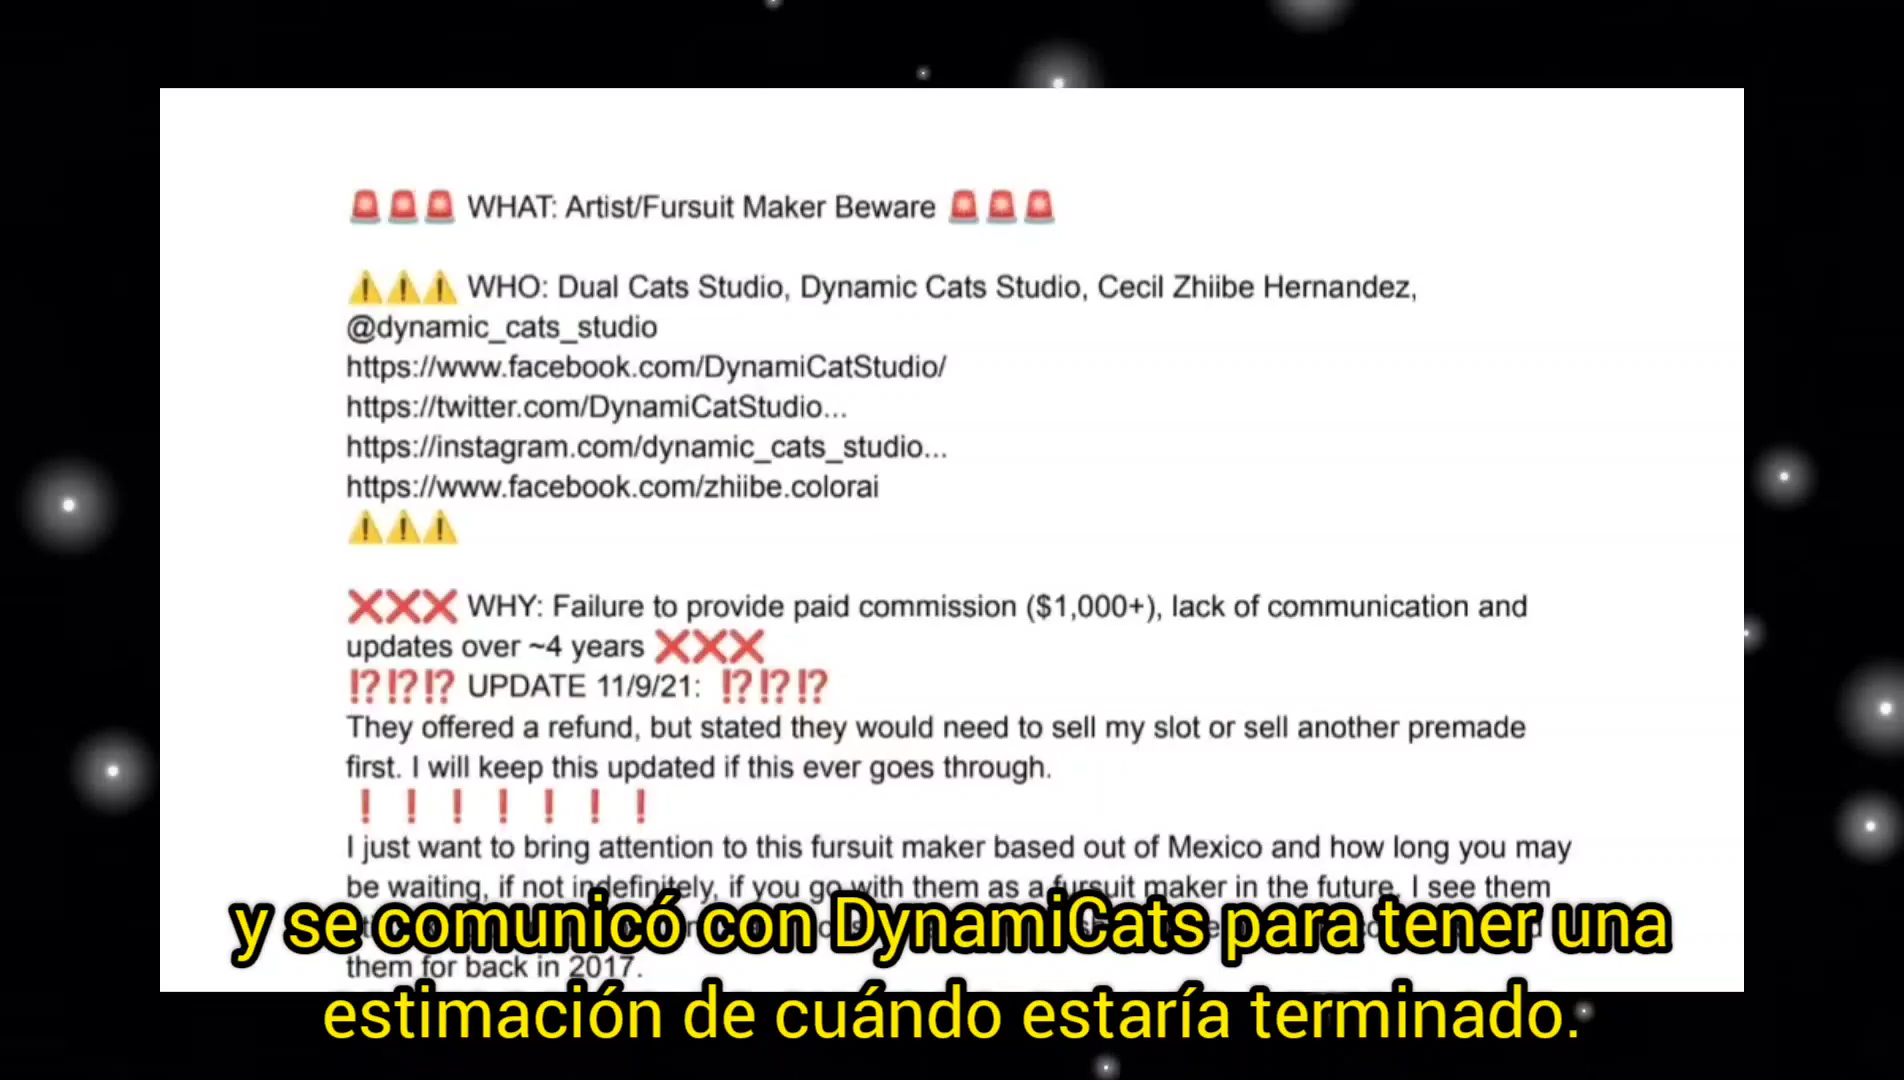 🚨🚨🚨 WHAT: Artist/Fursuit Maker Beware 🚨🚨🚨
⚠️⚠️⚠️ WHO: Dual Cats Studio, Dynamic Cats Studio, Cecil Zhiibe Hernandez,
@dynamic_cats_studio
https://www.facebook.com/DynamiCatStudio/
https://twitter.com/DynamiCatStudio...
https://instagram.com/dynamic_cats_studio...
https://www.facebook.com/zhiibe.colorai
⚠️⚠️⚠️
❌❌❌ WHY: Failure to provide paid commission ($1,000+), lack of communication and
updates over ~4 years ❌❌❌
⁉️⁉️⁉️ UPDATE 11/9/21: ⁉️⁉️⁉️
They offered a refund, but stated they would need to sell my slot or sell another premade
first. I will keep this updated if this ever goes through.
❗❗❗❗❗❗❗
I just want to bring attention to this fursuit maker based out of Mexico and how long you may
be waiting, if not indefinitely, if you go with them as a fursuit maker in the future. I see them
them for back in 2017.
y se comunicó con DynamiCats para tener una
estimación de cuándo estaría terminado.